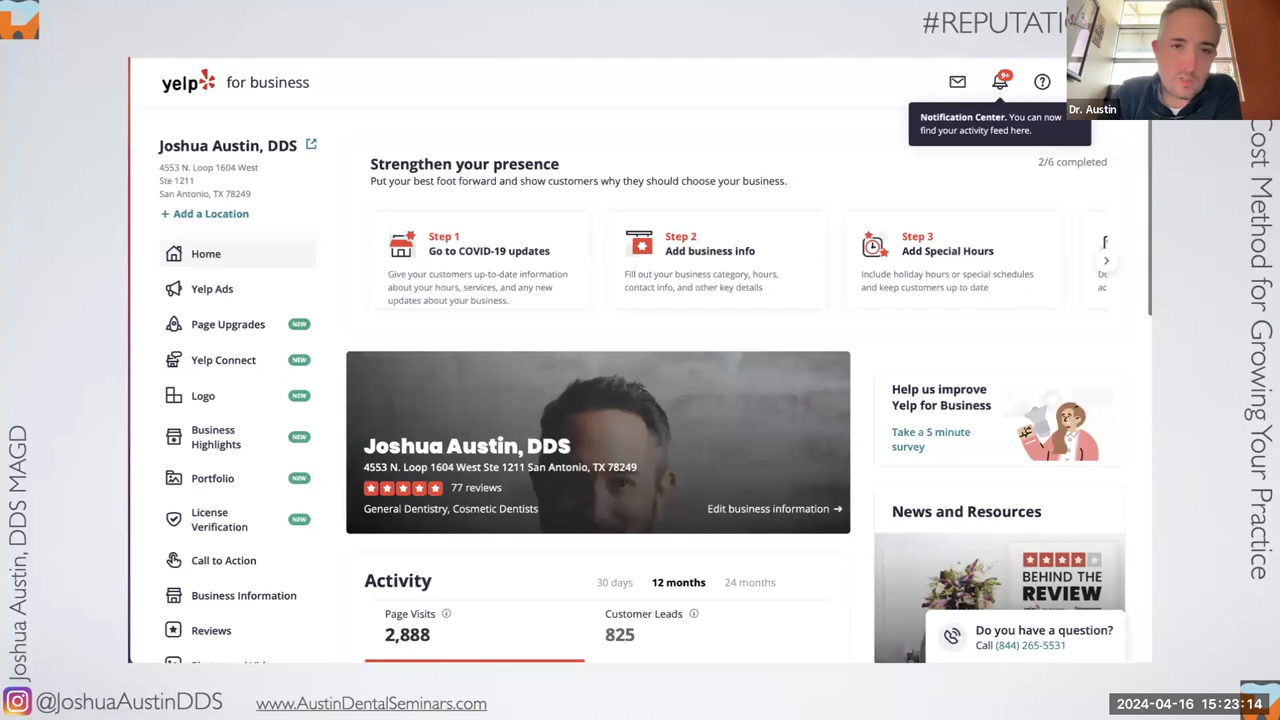 #REPUTATI
Dr. Austin
yelp for business
9+
Notification Center. You can now
find your activity feed here.
Joshua Austin, DDS
4553 N. Loop 1604 West
Ste 1211
San Antonio, TX 78249
+ Add a Location
Home
Yelp Ads
Page Upgrades NEW
Yelp Connect NEW
Logo NEW
Business
Highlights NEW
Portfolio NEW
License
Verification NEW
Call to Action
Business Information
Reviews
Strengthen your presence
2/6 completed
Put your best foot forward and show customers why they should choose your business.
Step 1
Go to COVID-19 updates
Give your customers up-to-date information
about your hours, services, and any new
updates about your business.
Step 2
Add business info
Fill out your business category, hours,
contact info, and other key details
Step 3
Add Special Hours
Include holiday hours or special schedules
and keep customers up to date
Joshua Austin, DDS
4553 N. Loop 1604 West Ste 1211 San Antonio, TX 78249
77 reviews
General Dentistry, Cosmetic Dentists
Edit business information →
Activity
30 days 12 months 24 months
Page Visits
2,888
Customer Leads
825
Help us improve
Yelp for Business
Take a 5 minute
survey
News and Resources
BEHIND THE
REVIEW
Do you have a question?
Call (844) 265-5531
Joshua Austin, DDS MAGD
Cost Method for Growing Your Practice
@JoshuaAustinDDS
www.AustinDentalSeminars.com
2024-04-16 15:23:14